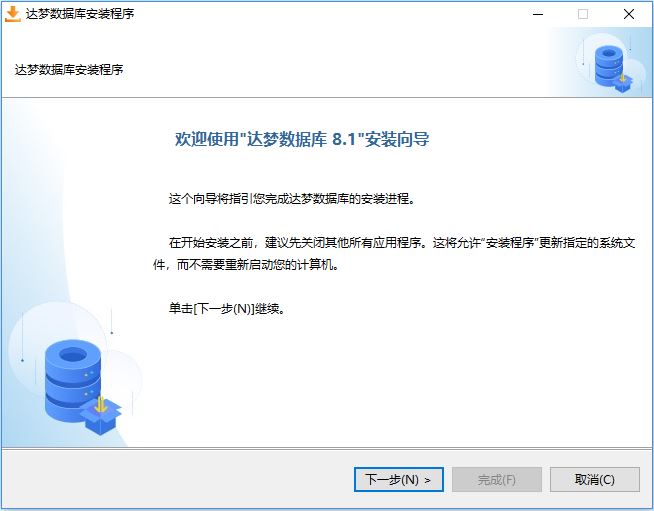 达梦数据库安装程序
达梦数据库安装程序
欢迎使用"达梦数据库 8.1"安装向导
这个向导将指引您完成达梦数据库的安装进程。
在开始安装之前，建议先关闭其他所有应用程序。这将允许“安装程序”更新指定的系统文
件，而不需要重新启动您的计算机。
单击[下一步(N)]继续。
下一步(N) > 完成(F) 取消(C)